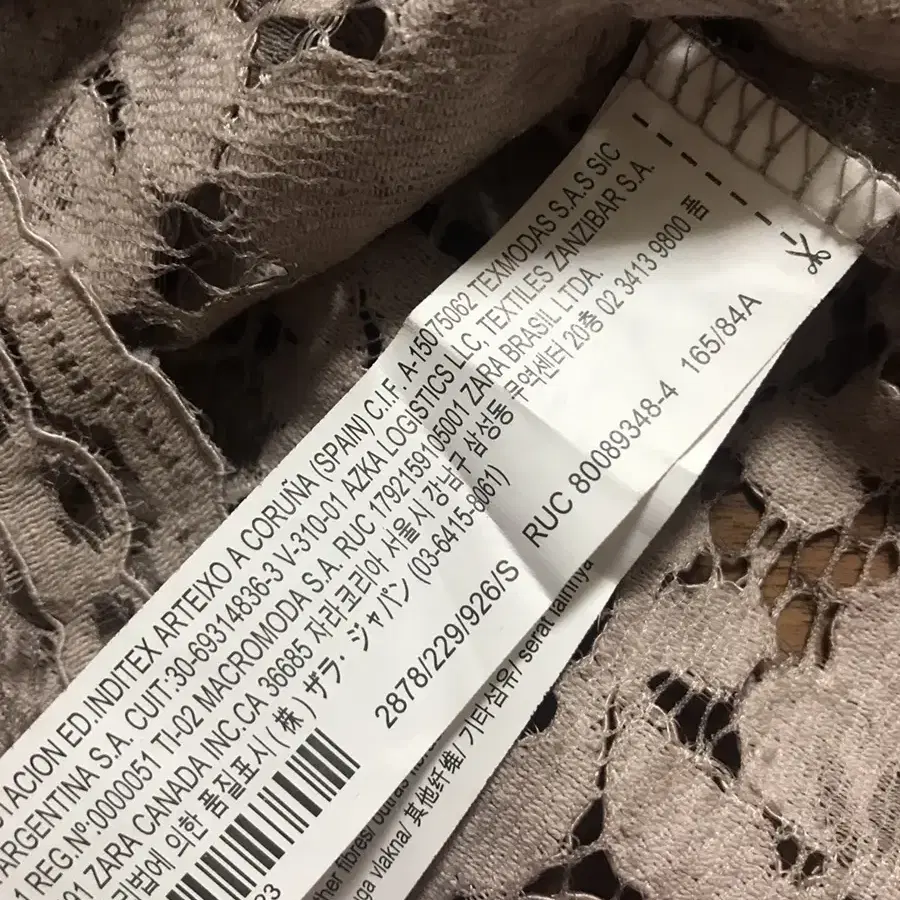 ED.INDITEX ARTEIXO A CORUÑA (SPAIN) C.I.F. A-15075062 TEXMODAS S.A.S SIC
ARGENTINA S.A. CUIT:30-69314836-3 V-310-01 AZKA LOGISTICS LLC, TEXTILES ZANZIBAR S.A.
REG.Nº:0000051 TI-02 MACROMODA S.A. RUC 1792159105001 ZARA BRASIL LTDA.
01 ZARA CANADA INC.CA 36685 자라코리아 서울시 강남구 삼성동 무역센터 20층 02 3413 9800 품
의한 품질표시(株) ザラ・ジャパン (03-6415-8061)
2878/229/926/S RUC 80089348-4 165/84A
fibres/ outras
vlakna/ 其他纤维/ 기타섬유/ serat lainnya